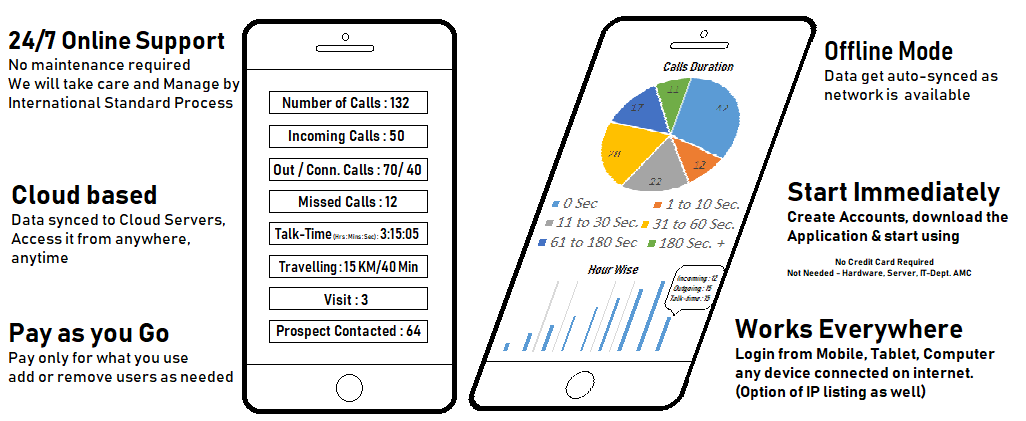 24/7 Online Support
No maintenance required
We will take care and Manage by
International Standard Process
Cloud based
Data synced to Cloud Servers,
Access it from anywhere,
anytime
Pay as you Go
Pay only for what you use
add or remove users as needed
Number of Calls : 132
Incoming Calls : 50
Out / Conn. Calls : 70/ 40
Missed Calls : 12
Talk-Time (Hrs: Mins: Sec): 3:15:05
Travelling : 15 KM/40 Min
Visit : 3
Prospect Contacted : 64
Calls Duration
11
42
17
28
12
22
0 Sec
1 to 10 Sec.
11 to 30 Sec.
31 to 60 Sec.
61 to 180 Sec
180 Sec. +
Hour Wise
Incoming : 12
Outgoing : 15
Talk-time : 15
Offline Mode
Data get auto-synced as
network is available
Start Immediately
Create Accounts, download the
Application & start using
No Credit Card Required
Not Needed - Hardware, Server, IT-Dept. AMC
Works Everywhere
Login from Mobile, Tablet, Computer
any device connected on internet.
(Option of IP listing as well)